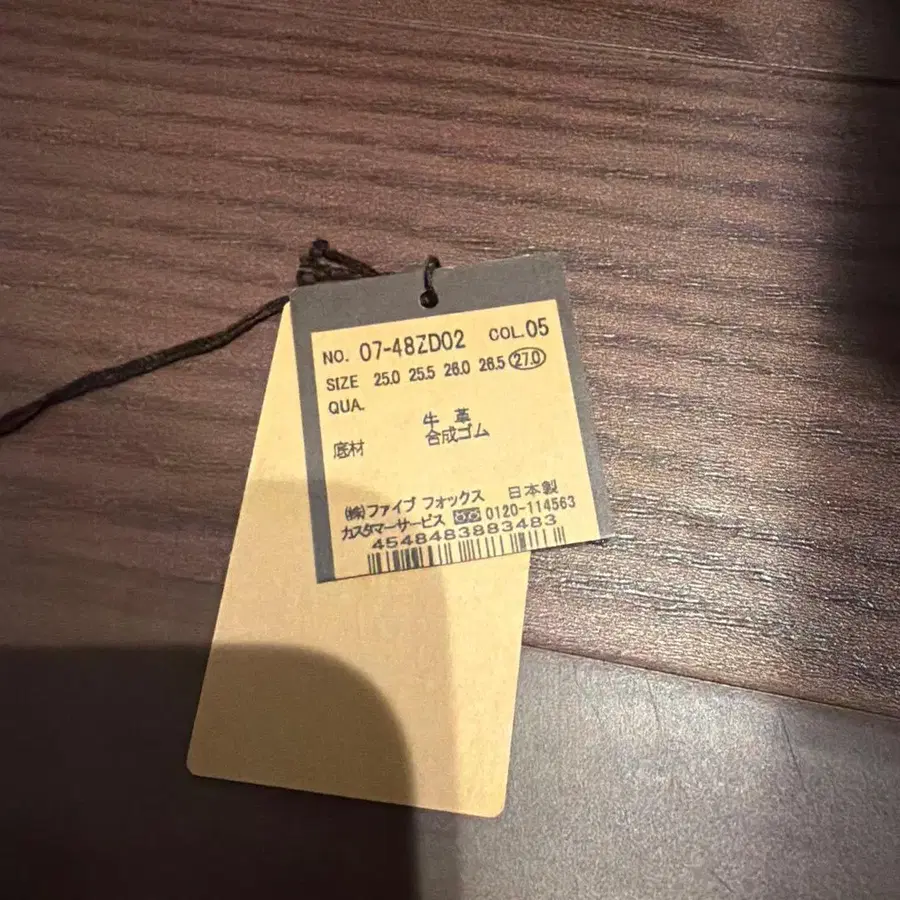 NO. 07-48ZD02 COL.05
SIZE 25.0 25.5 26.0 26.5 27.0
QUA.
牛 革
底材 合成ゴム
㈱ファイブ フォックス 日本製
カスタマーサービス 0120-114563
4548483883483